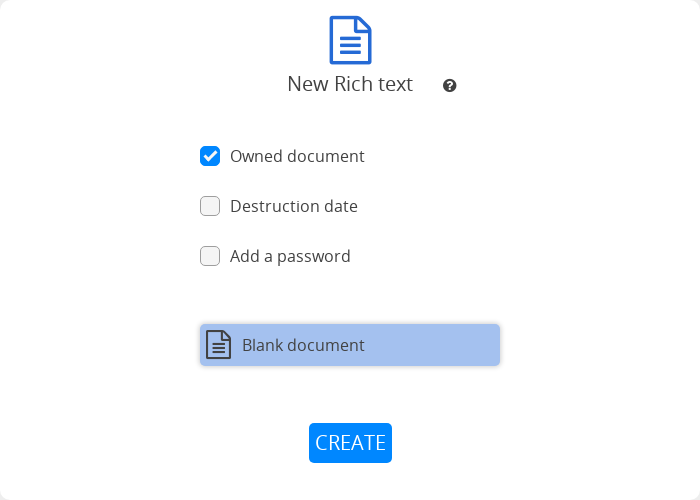 New Rich text
Owned document
Destruction date
Add a password
Blank document
CREATE